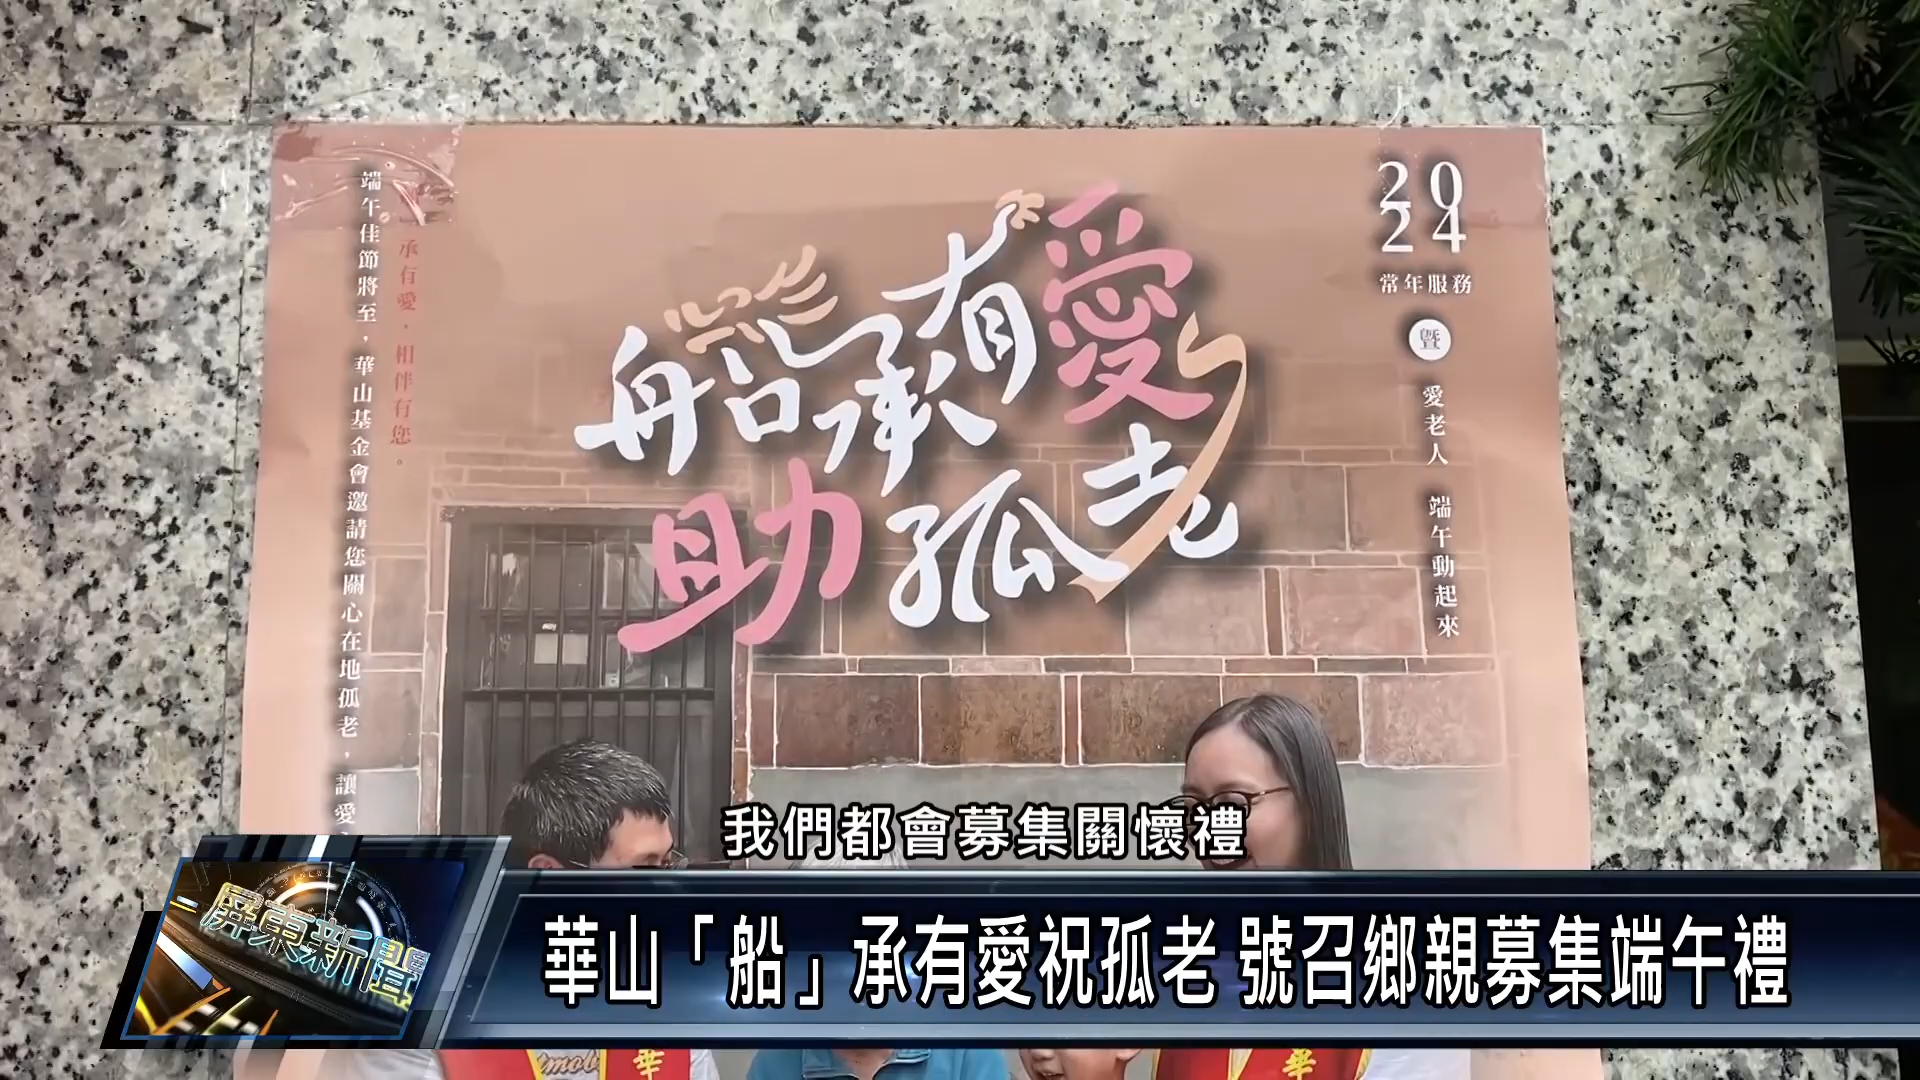 2024
常年服務
暨
愛老人 端午動起來
船承有愛
助孤老
承有愛，相伴有您。
端午佳節將至，華山基金會邀請您關心在地孤老，讓愛
我們都會募集關懷禮
屏東新聞
華山「船」承有愛祝孤老 號召鄉親募集端午禮
華
華